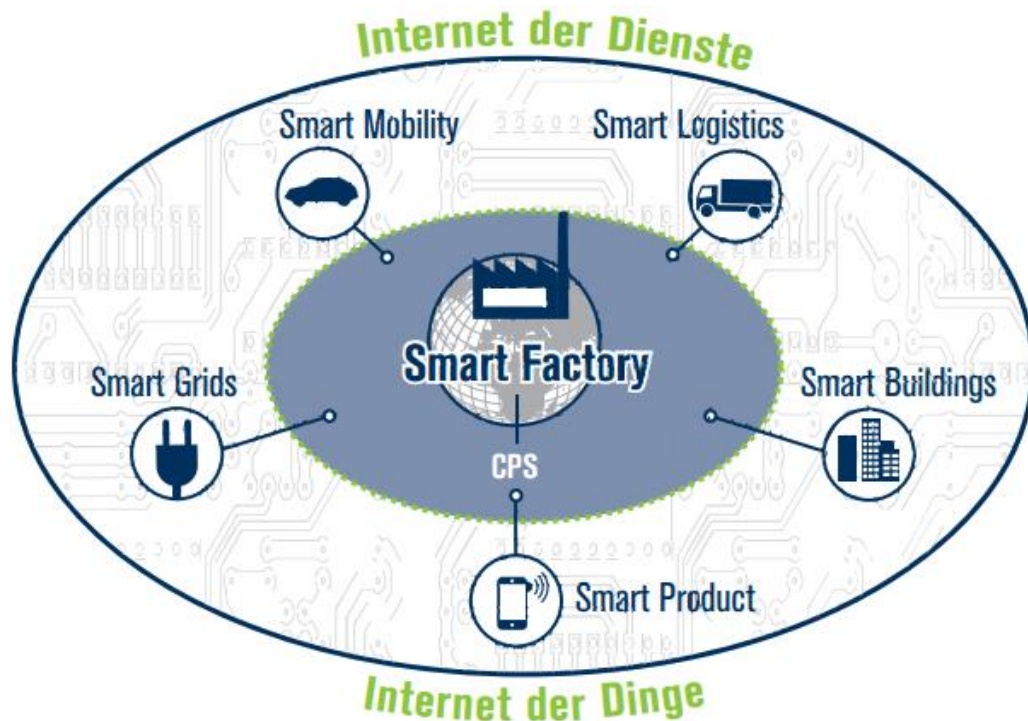 Internet der Dienste
Smart Mobility
Smart Logistics
Smart Factory
Smart Grids
Smart Buildings
CPS
Smart Product
Internet der Dinge